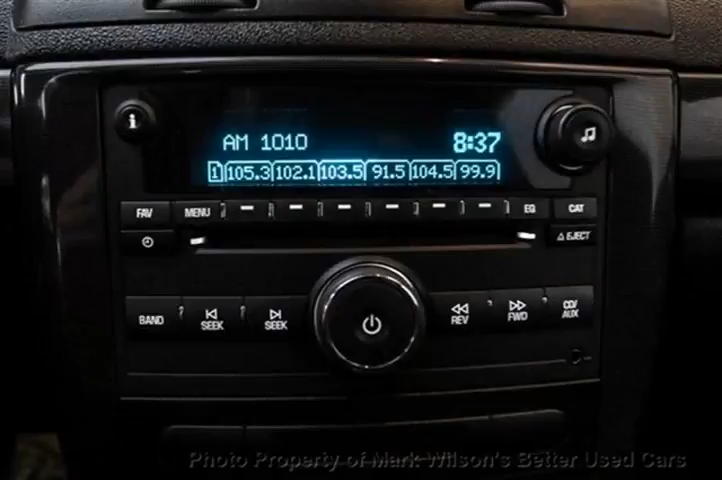 AM 1010 8:37
1 105.3 102.1 103.5 91.5 104.5 99.9
FAV MENU EQ CAT
EJECT
BAND SEEK SEEK REV FWD CD/
AUX
Photo Property of Mark Wilson's Better Used Cars